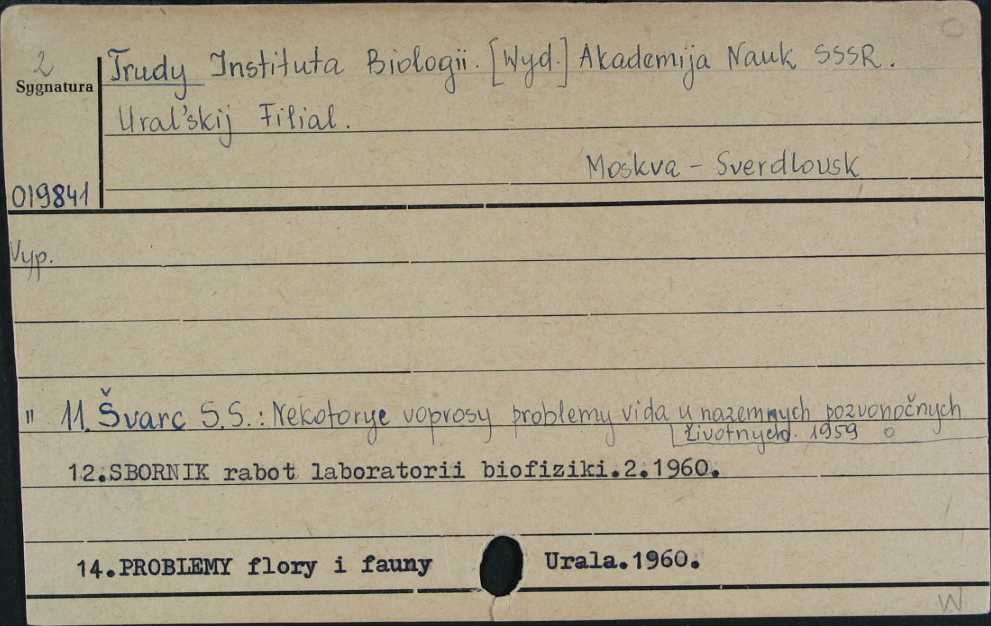 2
Sygnatura
Trudy Instituta Biologii. [Wyd.] Akademija Nauk SSSR.
Ural'skij Filial.
Moskva - Sverdlovsk
019841
Vyp.
" 11. Švarc S.S.: Nekotorye voprosy problemy vida u nazemnych pozvonočnych
životnych. 1959
12.SBORNIK rabot laboratorii biofiziki.2.1960.
14.PROBLEMY flory i fauny Urala.1960.
W